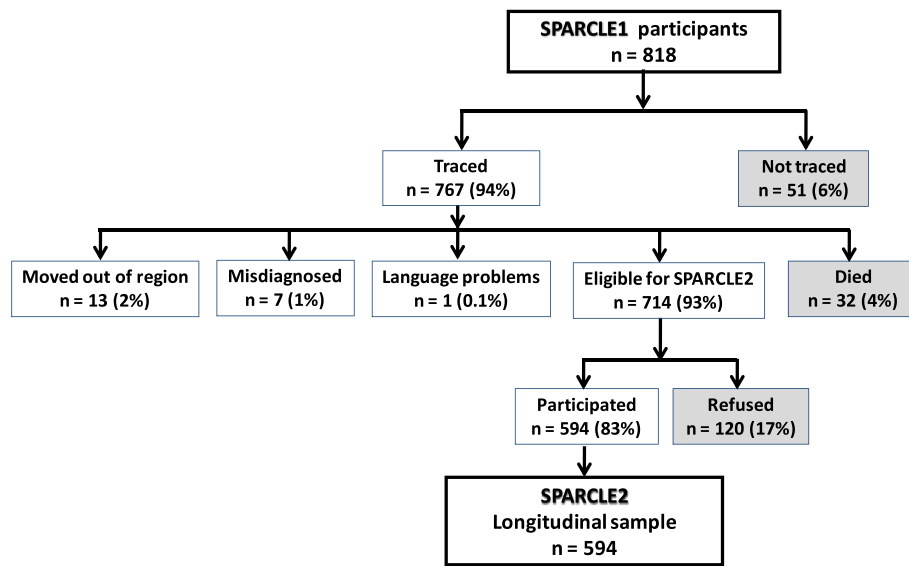 SPARCLE1 participants
n = 818
Traced
n = 767 (94%)
Not traced
n = 51 (6%)
Moved out of region
n = 13 (2%)
Misdiagnosed
n = 7 (1%)
Language problems
n = 1 (0.1%)
Eligible for SPARCLE2
n = 714 (93%)
Died
n = 32 (4%)
Participated
n = 594 (83%)
Refused
n = 120 (17%)
SPARCLE2
Longitudinal sample
n = 594